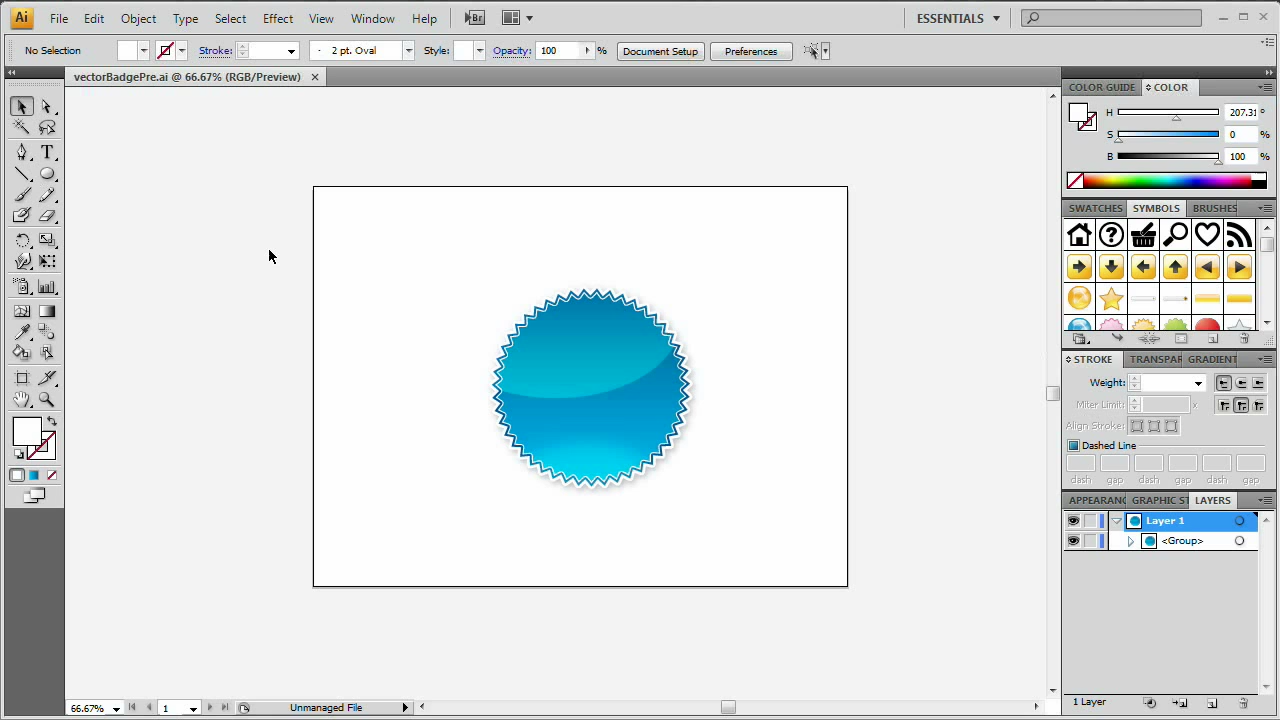 Ai File Edit Object Type Select Effect View Window Help Br ESSENTIALS
No Selection Stroke: 2 pt. Oval Style: Opacity: 100 % Document Setup Preferences
vectorBadgePre.ai @ 66.67% (RGB/Preview)
COLOR GUIDE COLOR
H 207.31 °
S 0 %
B 100 %
SWATCHES SYMBOLS BRUSHES
STROKE TRANSPAR GRADIENT
Weight:
Miter Limit: x
Align Stroke:
Dashed Line
dash gap dash gap dash gap
APPEARANC GRAPHIC ST LAYERS
Layer 1
<Group>
1 Layer
66.67% 1 Unmanaged File